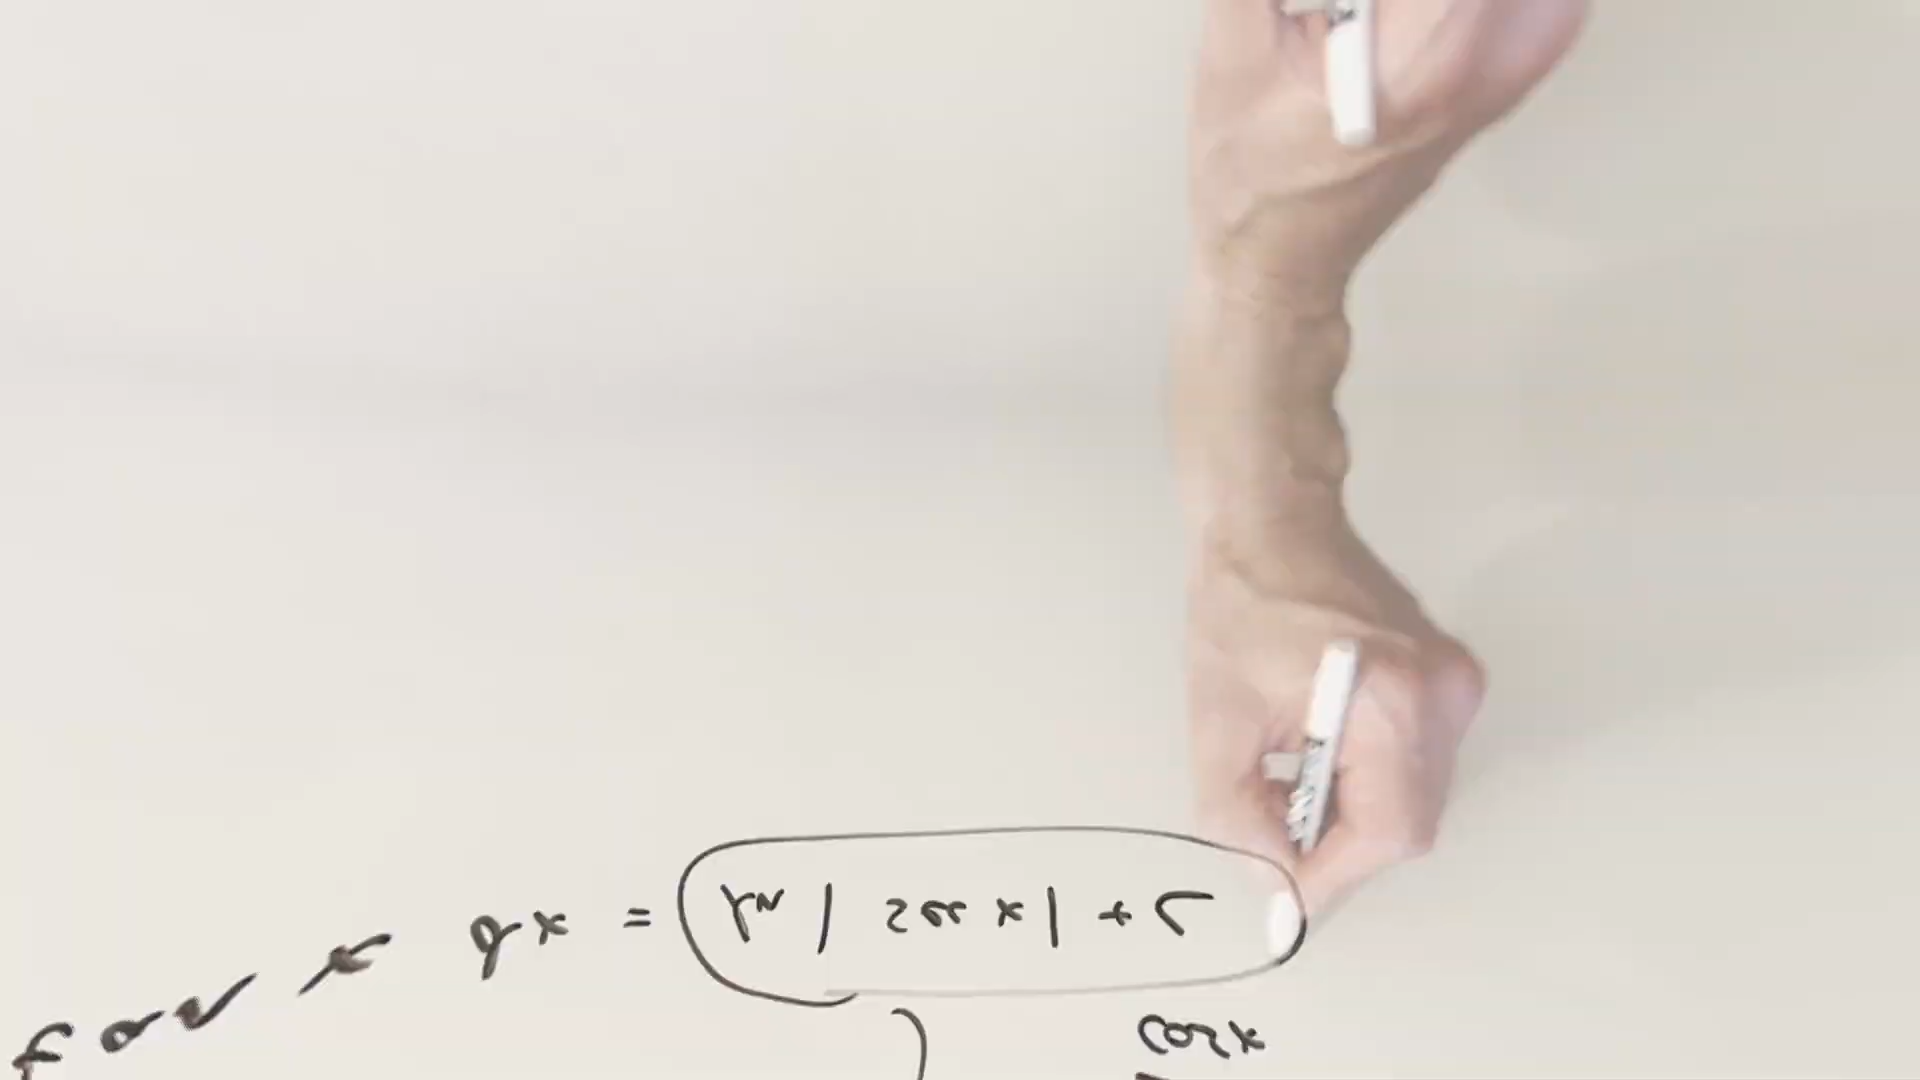 tan x dx = ln | sec x | + C
cos x